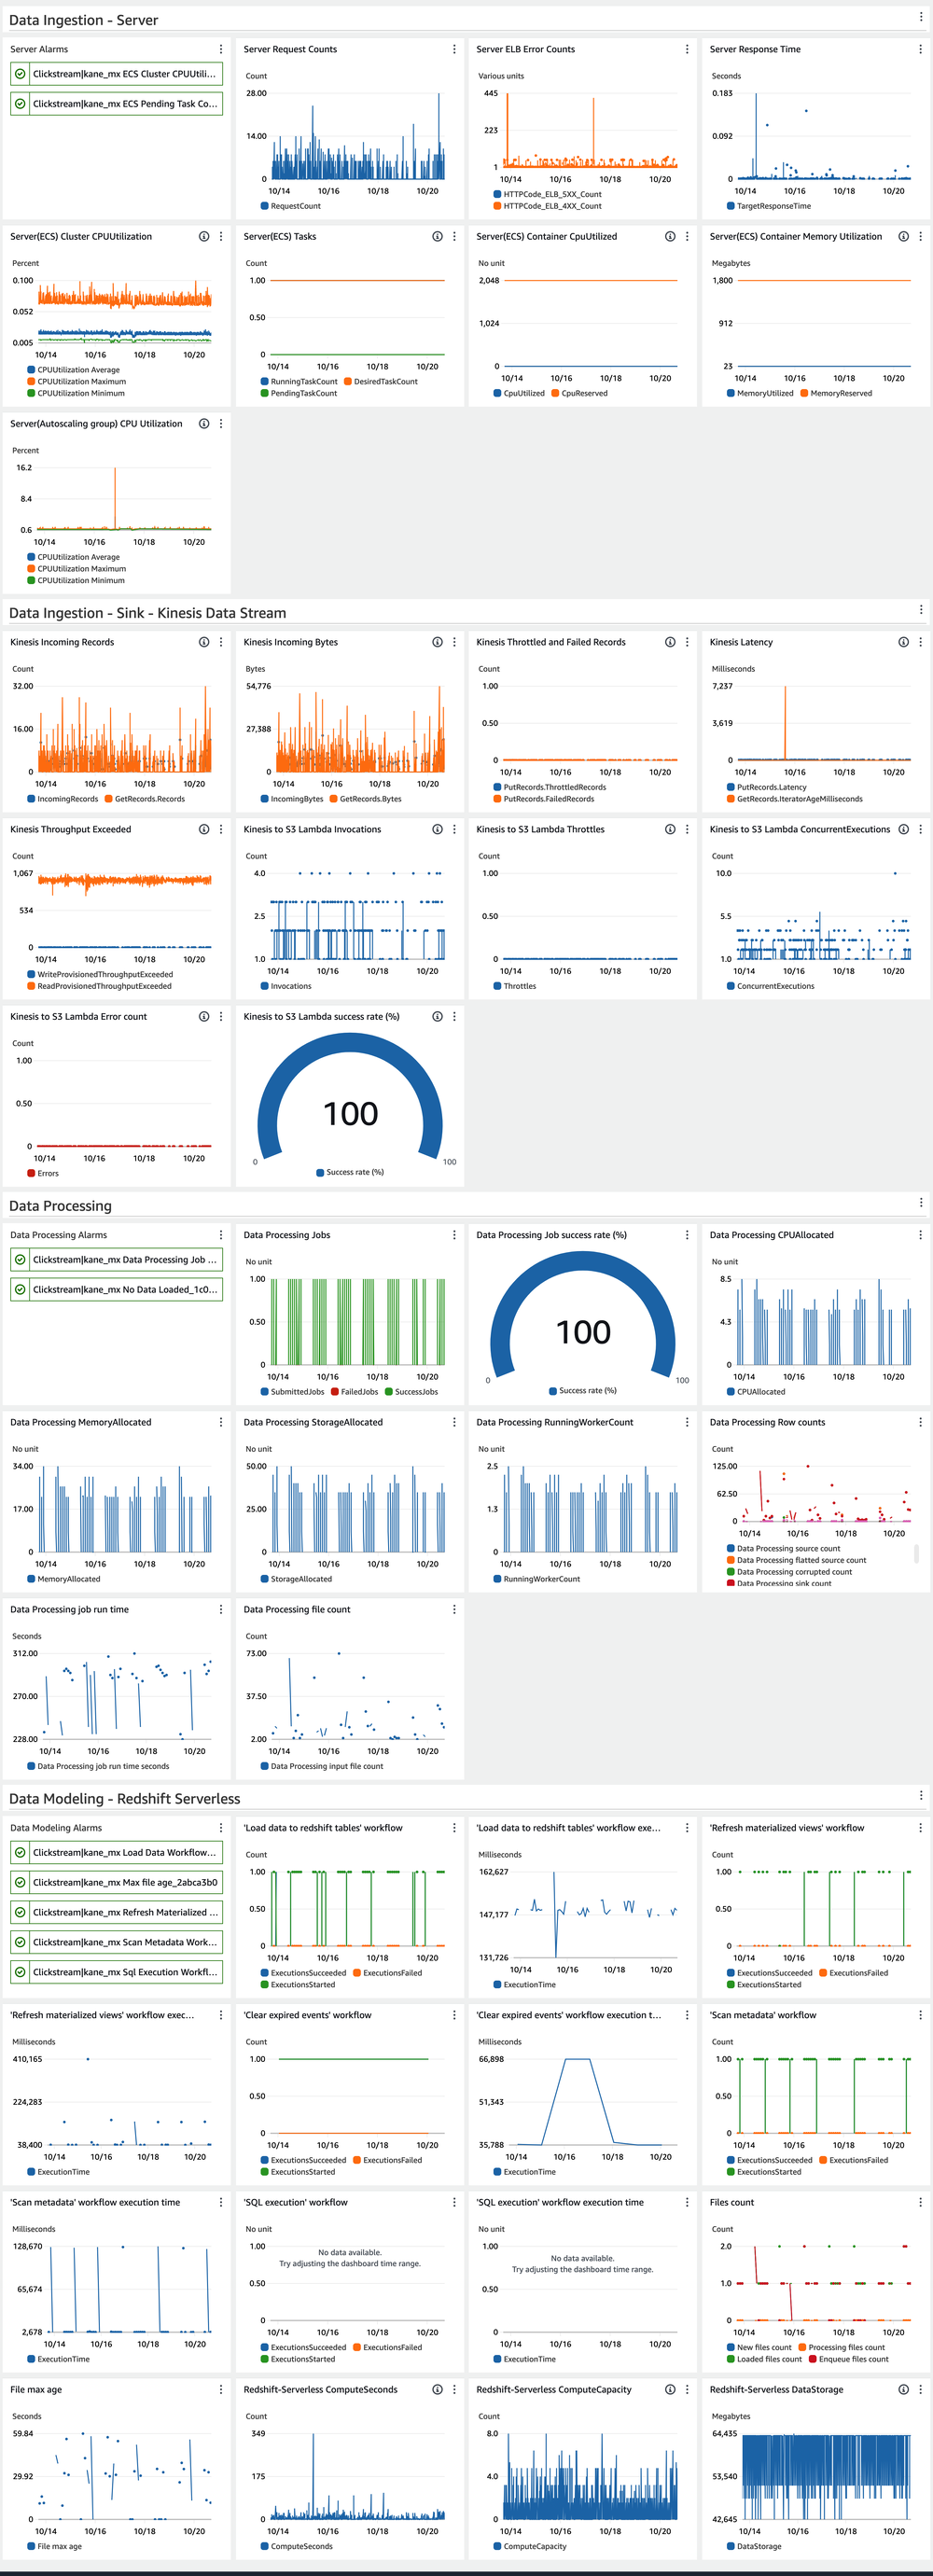 Data Ingestion - Server
Server Alarms
Clickstream|kane_mx ECS Cluster CPUUtili...
Clickstream|kane_mx ECS Pending Task Co...
Server Request Counts
Count
28.00
14.00
0
10/14 10/16 10/18 10/20
RequestCount
Server ELB Error Counts
Various units
445
223
1
10/14 10/16 10/18 10/20
HTTPCode_ELB_5XX_Count
HTTPCode_ELB_4XX_Count
Server Response Time
Seconds
0.183
0.092
0
10/14 10/16 10/18 10/20
TargetResponseTime
Server(ECS) Cluster CPUUtilization
Percent
0.100
0.052
0.005
10/14 10/16 10/18 10/20
CPUUtilization Average
CPUUtilization Maximum
CPUUtilization Minimum
Server(ECS) Tasks
Count
1.00
0.50
0
10/14 10/16 10/18 10/20
RunningTaskCount DesiredTaskCount
PendingTaskCount
Server(ECS) Container CpuUtilized
No unit
2,048
1,024
0
10/14 10/16 10/18 10/20
CpuUtilized CpuReserved
Server(ECS) Container Memory Utilization
Megabytes
1,800
912
23
10/14 10/16 10/18 10/20
MemoryUtilized MemoryReserved
Server(Autoscaling group) CPU Utilization
Percent
16.2
8.4
0.6
10/14 10/16 10/18 10/20
CPUUtilization Average
CPUUtilization Maximum
CPUUtilization Minimum
Data Ingestion - Sink - Kinesis Data Stream
Kinesis Incoming Records
Count
32.00
16.00
0
10/14 10/16 10/18 10/20
IncomingRecords GetRecords.Records
Kinesis Incoming Bytes
Bytes
54,776
27,388
0
10/14 10/16 10/18 10/20
IncomingBytes GetRecords.Bytes
Kinesis Throttled and Failed Records
Count
1.00
0.50
0
10/14 10/16 10/18 10/20
PutRecords.ThrottledRecords
PutRecords.FailedRecords
Kinesis Latency
Milliseconds
7,237
3,619
0
10/14 10/16 10/18 10/20
PutRecords.Latency
GetRecords.IteratorAgeMilliseconds
Kinesis Throughput Exceeded
Count
1,067
534
0
10/14 10/16 10/18 10/20
WriteProvisionedThroughputExceeded
ReadProvisionedThroughputExceeded
Kinesis to S3 Lambda Invocations
Count
4.0
2.5
1.0
10/14 10/16 10/18 10/20
Invocations
Kinesis to S3 Lambda Throttles
Count
1.00
0.50
0
10/14 10/16 10/18 10/20
Throttles
Kinesis to S3 Lambda ConcurrentExecutions
Count
10.0
5.5
1.0
10/14 10/16 10/18 10/20
ConcurrentExecutions
Kinesis to S3 Lambda Error count
Count
1.00
0.50
0
10/14 10/16 10/18 10/20
Errors
Kinesis to S3 Lambda success rate (%)
100
0 100
Success rate (%)
Data Processing
Data Processing Alarms
Clickstream|kane_mx Data Processing Job ...
Clickstream|kane_mx No Data Loaded_1c0...
Data Processing Jobs
No unit
1.00
0.50
0
10/14 10/16 10/18 10/20
SubmittedJobs FailedJobs SuccessJobs
Data Processing Job success rate (%)
100
0 100
Success rate (%)
Data Processing CPUAllocated
No unit
8.5
4.3
0
10/14 10/16 10/18 10/20
CPUAllocated
Data Processing MemoryAllocated
No unit
34.00
17.00
0
10/14 10/16 10/18 10/20
MemoryAllocated
Data Processing StorageAllocated
No unit
50.00
25.00
0
10/14 10/16 10/18 10/20
StorageAllocated
Data Processing RunningWorkerCount
No unit
2.5
1.3
0
10/14 10/16 10/18 10/20
RunningWorkerCount
Data Processing Row counts
Count
125.00
62.50
0
10/14 10/16 10/18 10/20
Data Processing source count
Data Processing flatted source count
Data Processing corrupted count
Data Processing sink count
Data Processing job run time
Seconds
312.00
270.00
228.00
10/14 10/16 10/18 10/20
Data Processing job run time seconds
Data Processing file count
Count
73.00
37.50
2.00
10/14 10/16 10/18 10/20
Data Processing input file count
Data Modeling - Redshift Serverless
Data Modeling Alarms
Clickstream|kane_mx Load Data Workflow...
Clickstream|kane_mx Max file age_2abca3b0
Clickstream|kane_mx Refresh Materialized ...
Clickstream|kane_mx Scan Metadata Work...
Clickstream|kane_mx Sql Execution Workfl...
'Load data to redshift tables' workflow
Count
1.00
0.50
0
10/14 10/16 10/18 10/20
ExecutionsSucceeded ExecutionsFailed
ExecutionsStarted
'Load data to redshift tables' workflow exe...
Milliseconds
162,627
147,177
131,726
10/14 10/16 10/18 10/20
ExecutionTime
'Refresh materialized views' workflow
Count
1.00
0.50
0
10/14 10/16 10/18 10/20
ExecutionsSucceeded ExecutionsFailed
ExecutionsStarted
'Refresh materialized views' workflow exec...
Milliseconds
410,165
224,283
38,400
10/14 10/16 10/18 10/20
ExecutionTime
'Clear expired events' workflow
Count
1.00
0.50
0
10/14 10/16 10/18 10/20
ExecutionsSucceeded ExecutionsFailed
ExecutionsStarted
'Clear expired events' workflow execution t...
Milliseconds
66,898
51,343
35,788
10/14 10/16 10/18 10/20
ExecutionTime
'Scan metadata' workflow
Count
1.00
0.50
0
10/14 10/16 10/18 10/20
ExecutionsSucceeded ExecutionsFailed
ExecutionsStarted
'Scan metadata' workflow execution time
Milliseconds
128,670
65,674
2,678
10/14 10/16 10/18 10/20
ExecutionTime
'SQL execution' workflow
No unit
1.00
No data available.
Try adjusting the dashboard time range.
0.50
0
10/14 10/16 10/18 10/20
ExecutionsSucceeded ExecutionsFailed
ExecutionsStarted
'SQL execution' workflow execution time
No unit
1.00
No data available.
Try adjusting the dashboard time range.
0.50
0
10/14 10/16 10/18 10/20
ExecutionTime
Files count
Count
2.0
1.0
0
10/14 10/16 10/18 10/20
New files count Processing files count
Loaded files count Enqueue files count
File max age
Seconds
59.84
29.92
0
10/14 10/16 10/18 10/20
File max age
Redshift-Serverless ComputeSeconds
Count
349
175
0
10/14 10/16 10/18 10/20
ComputeSeconds
Redshift-Serverless ComputeCapacity
Count
8.0
4.0
0
10/14 10/16 10/18 10/20
ComputeCapacity
Redshift-Serverless DataStorage
Megabytes
64,435
53,540
42,645
10/14 10/16 10/18 10/20
DataStorage